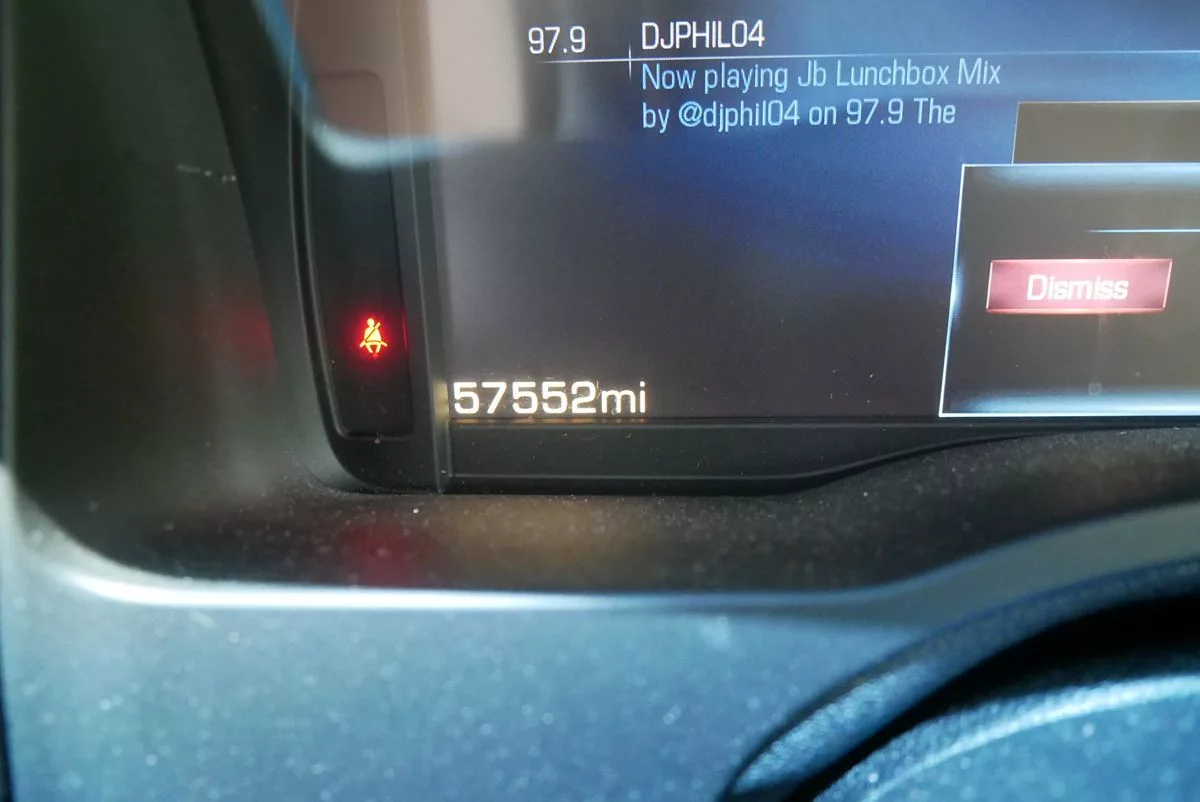 97.9 DJPHIL04
Now playing Jb Lunchbox Mix
by @djphil04 on 97.9 The
Dismiss
57552mi